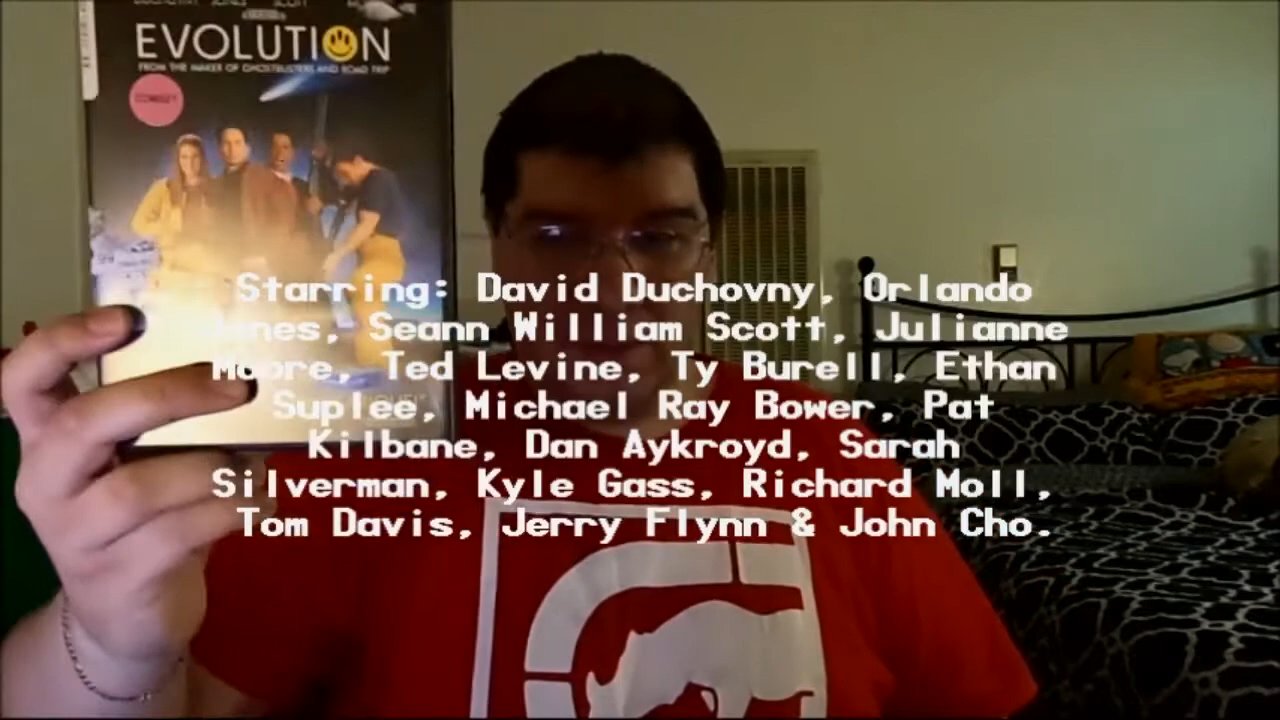 EVOLUTION
FROM THE MAKER OF GHOSTBUSTERS AND ROAD TRIP
COMEDY
Starring: David Duchovny, Orlando
Jones, Seann William Scott, Julianne
Moore, Ted Levine, Ty Burell, Ethan
Suplee, Michael Ray Bower, Pat
Kilbane, Dan Aykroyd, Sarah
Silverman, Kyle Gass, Richard Moll,
Tom Davis, Jerry Flynn & John Cho.